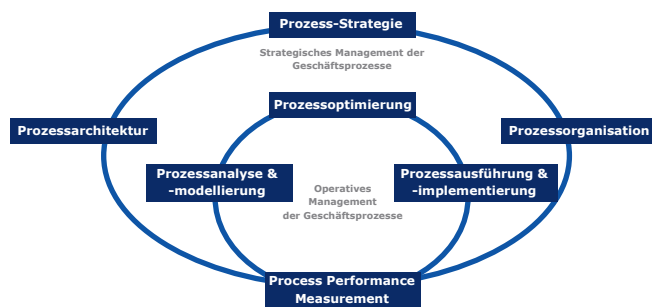 Prozess-Strategie
Strategisches Management der
Geschäftsprozesse
Prozessoptimierung
Prozessarchitektur
Prozessorganisation
Prozessanalyse &
-modellierung
Prozessausführung &
-implementierung
Operatives
Management
der Geschäftsprozesse
Process Performance
Measurement